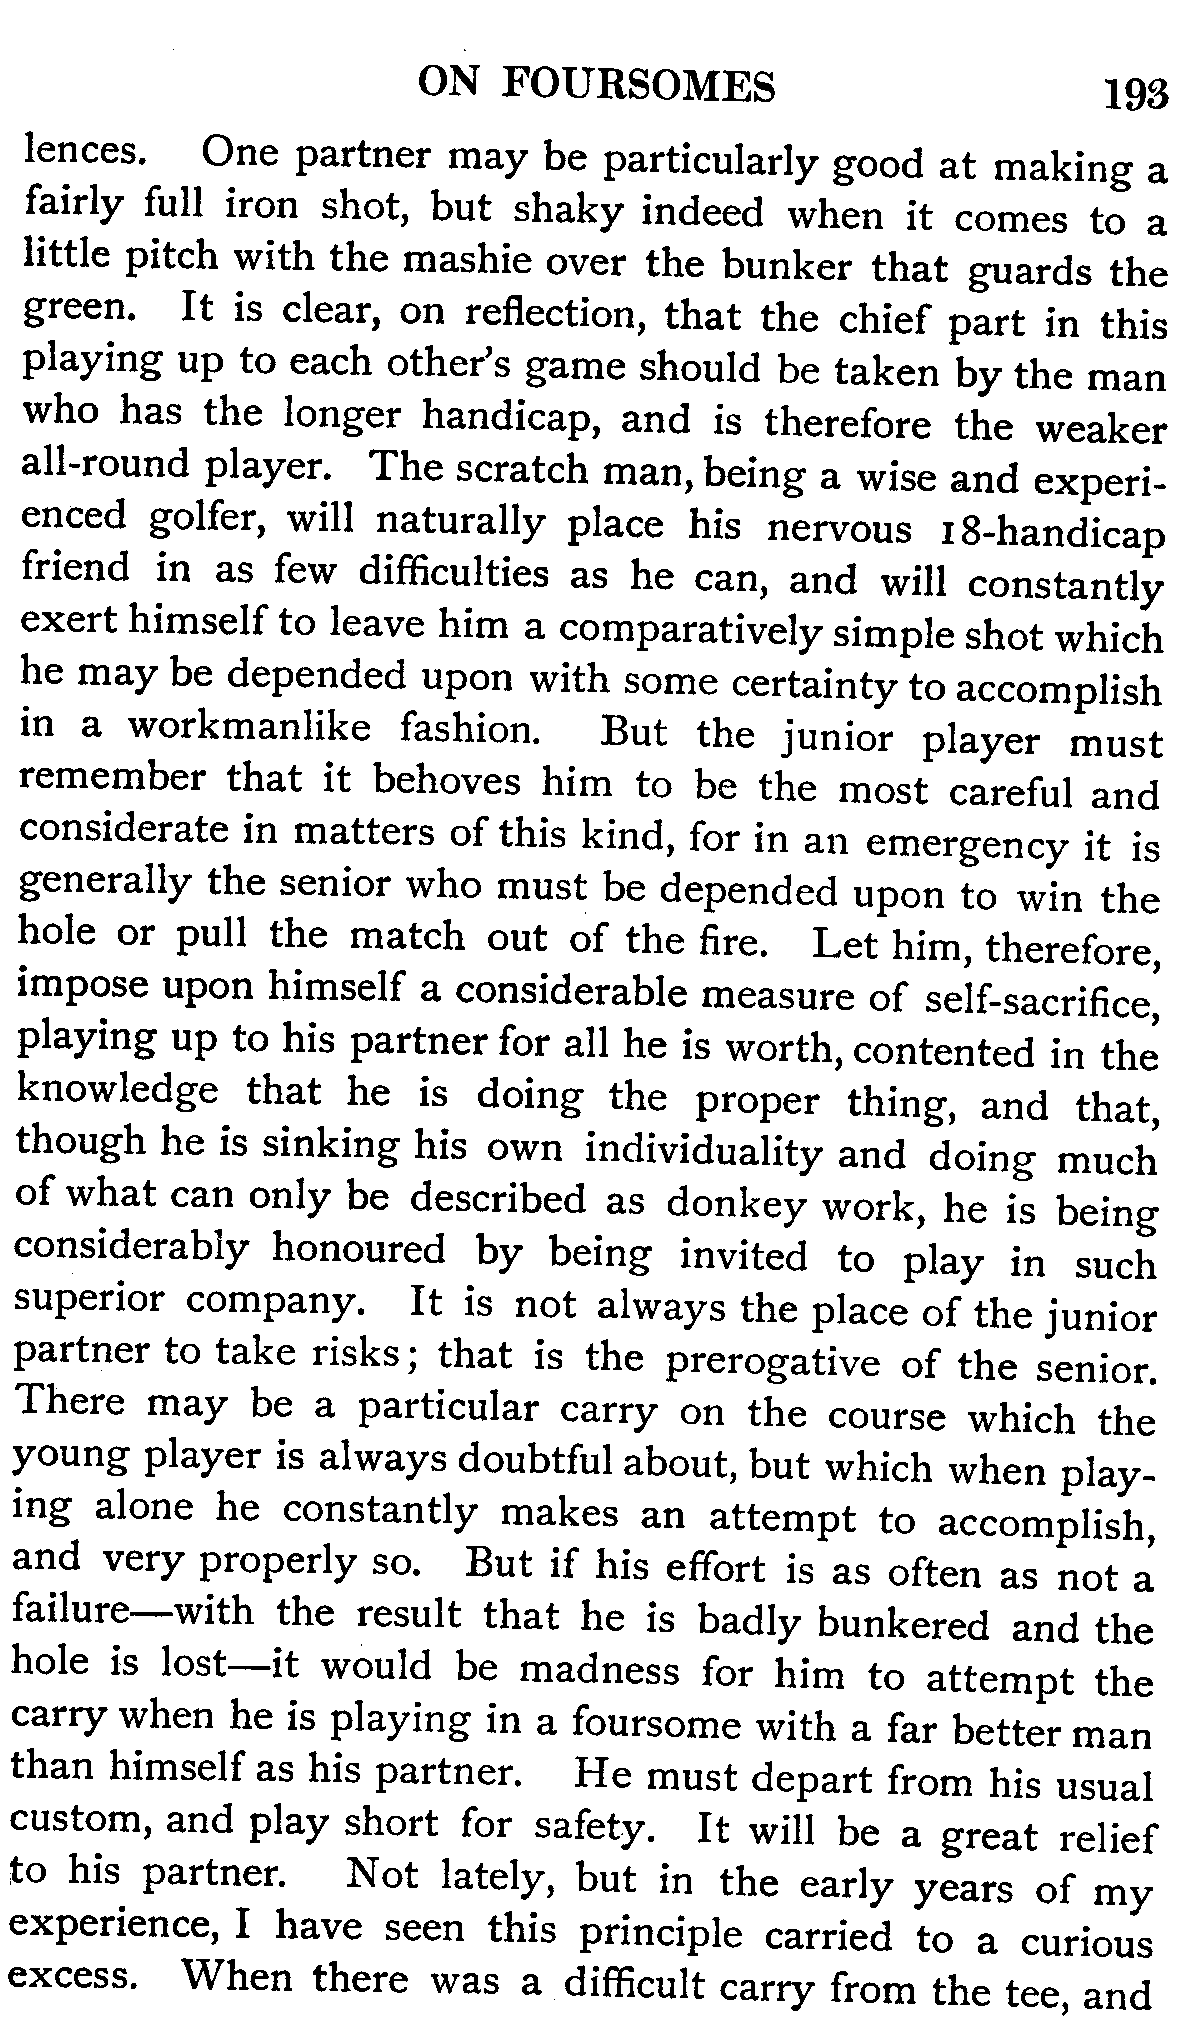 ON FOURSOMES 193
lences. One partner may be particularly good at making a
fairly full iron shot, but shaky indeed when it comes to a
little pitch with the mashie over the bunker that guards the
green. It is clear, on reflection, that the chief part in this
playing up to each other's game should be taken by the man
who has the longer handicap, and is therefore the weaker
all-round player. The scratch man, being a wise and experi-
enced golfer, will naturally place his nervous 18-handicap
friend in as few difficulties as he can, and will constantly
exert himself to leave him a comparatively simple shot which
he may be depended upon with some certainty to accomplish
in a workmanlike fashion. But the junior player must
remember that it behoves him to be the most careful and
considerate in matters of this kind, for in an emergency it is
generally the senior who must be depended upon to win the
hole or pull the match out of the fire. Let him, therefore,
impose upon himself a considerable measure of self-sacrifice,
playing up to his partner for all he is worth, contented in the
knowledge that he is doing the proper thing, and that,
though he is sinking his own individuality and doing much
of what can only be described as donkey work, he is being
considerably honoured by being invited to play in such
superior company. It is not always the place of the junior
partner to take risks; that is the prerogative of the senior.
There may be a particular carry on the course which the
young player is always doubtful about, but which when play-
ing alone he constantly makes an attempt to accomplish,
and very properly so. But if his effort is as often as not a
failure—with the result that he is badly bunkered and the
hole is lost—it would be madness for him to attempt the
carry when he is playing in a foursome with a far better man
than himself as his partner. He must depart from his usual
custom, and play short for safety. It will be a great relief
to his partner. Not lately, but in the early years of my
experience, I have seen this principle carried to a curious
excess. When there was a difficult carry from the tee, and